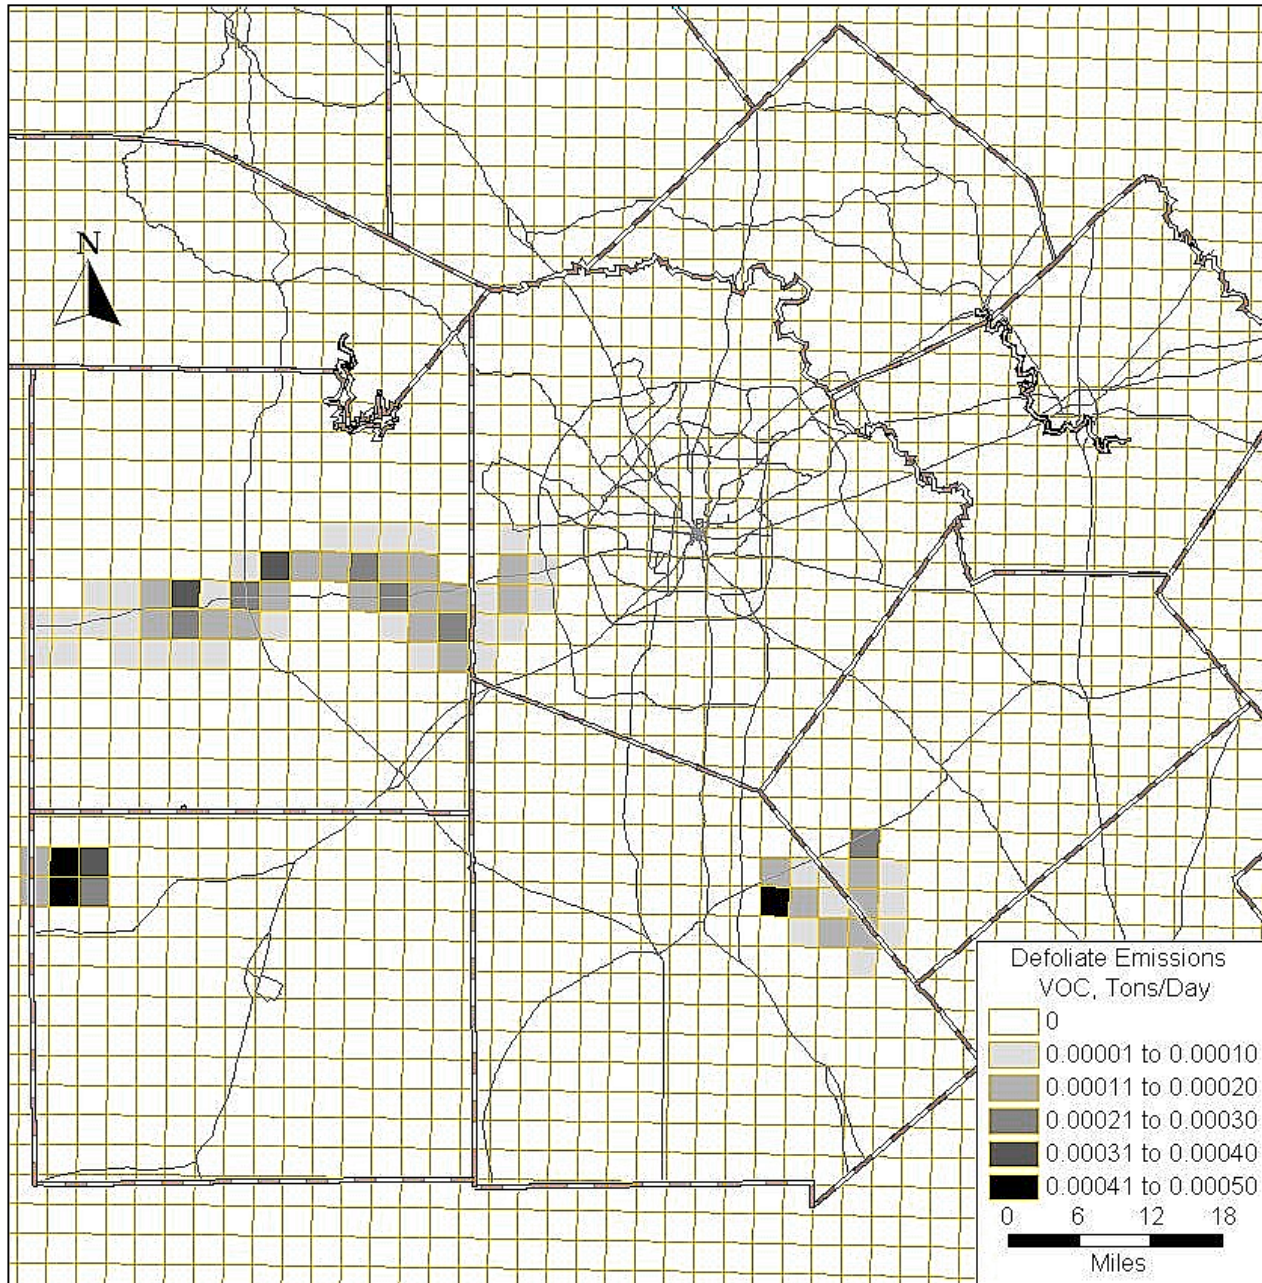 N
Defoliate Emissions
VOC, Tons/Day
0
0.00001 to 0.00010
0.00011 to 0.00020
0.00021 to 0.00030
0.00031 to 0.00040
0.00041 to 0.00050
0 6 12 18
Miles